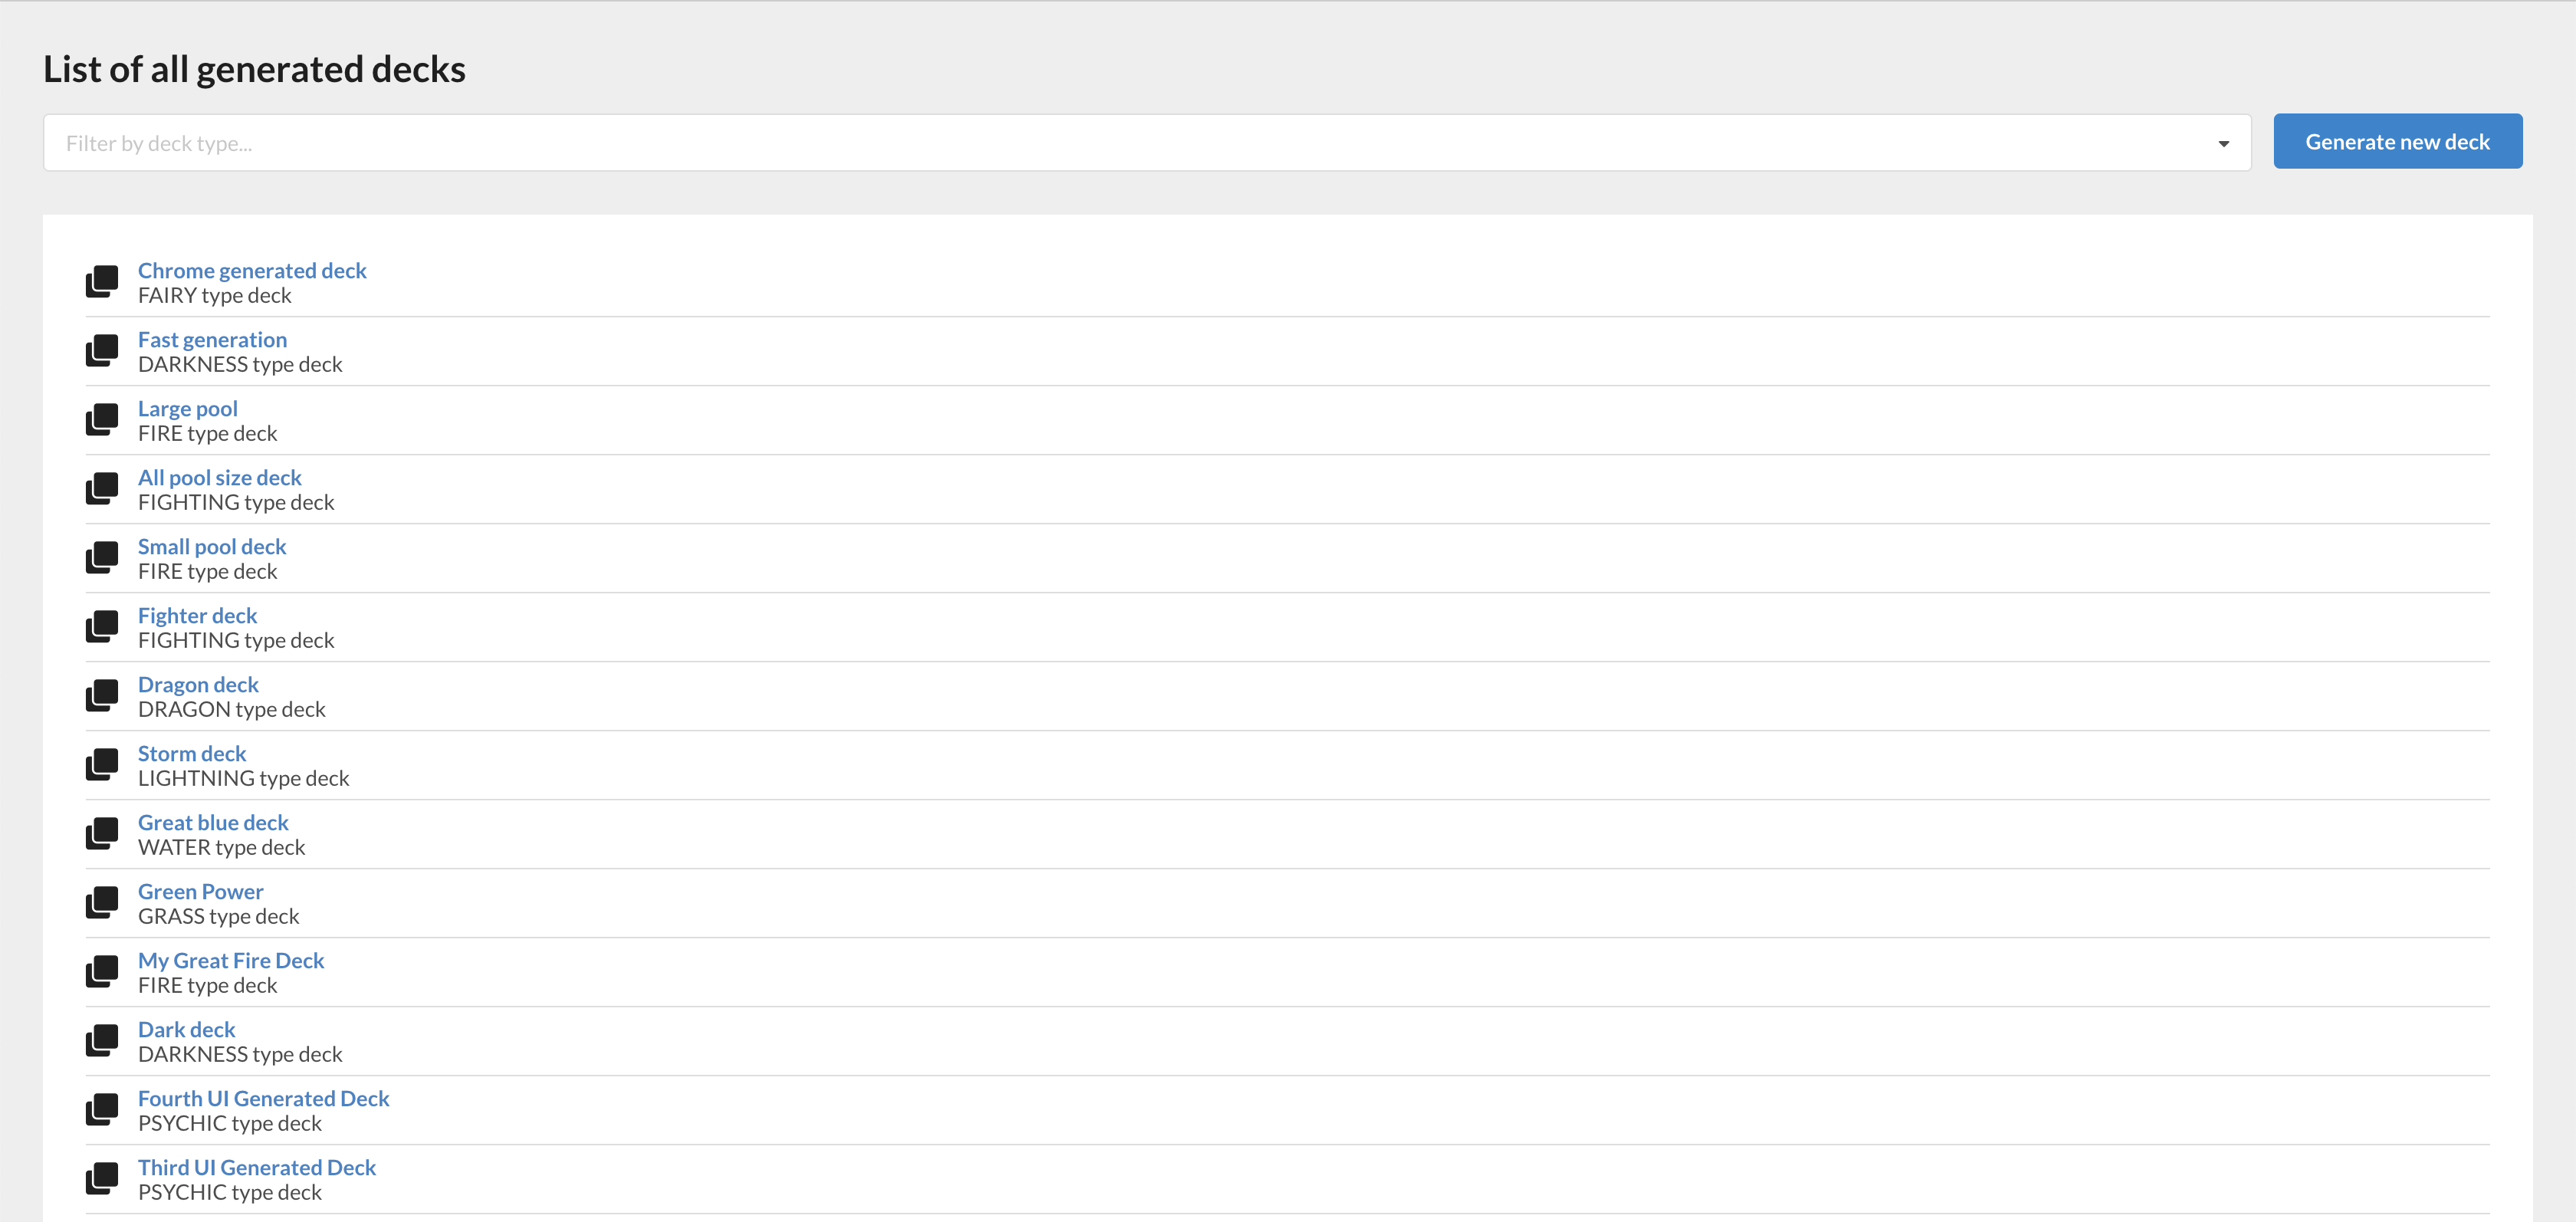 List of all generated decks
Filter by deck type...
Generate new deck
Chrome generated deck
FAIRY type deck
Fast generation
DARKNESS type deck
Large pool
FIRE type deck
All pool size deck
FIGHTING type deck
Small pool deck
FIRE type deck
Fighter deck
FIGHTING type deck
Dragon deck
DRAGON type deck
Storm deck
LIGHTNING type deck
Great blue deck
WATER type deck
Green Power
GRASS type deck
My Great Fire Deck
FIRE type deck
Dark deck
DARKNESS type deck
Fourth UI Generated Deck
PSYCHIC type deck
Third UI Generated Deck
PSYCHIC type deck